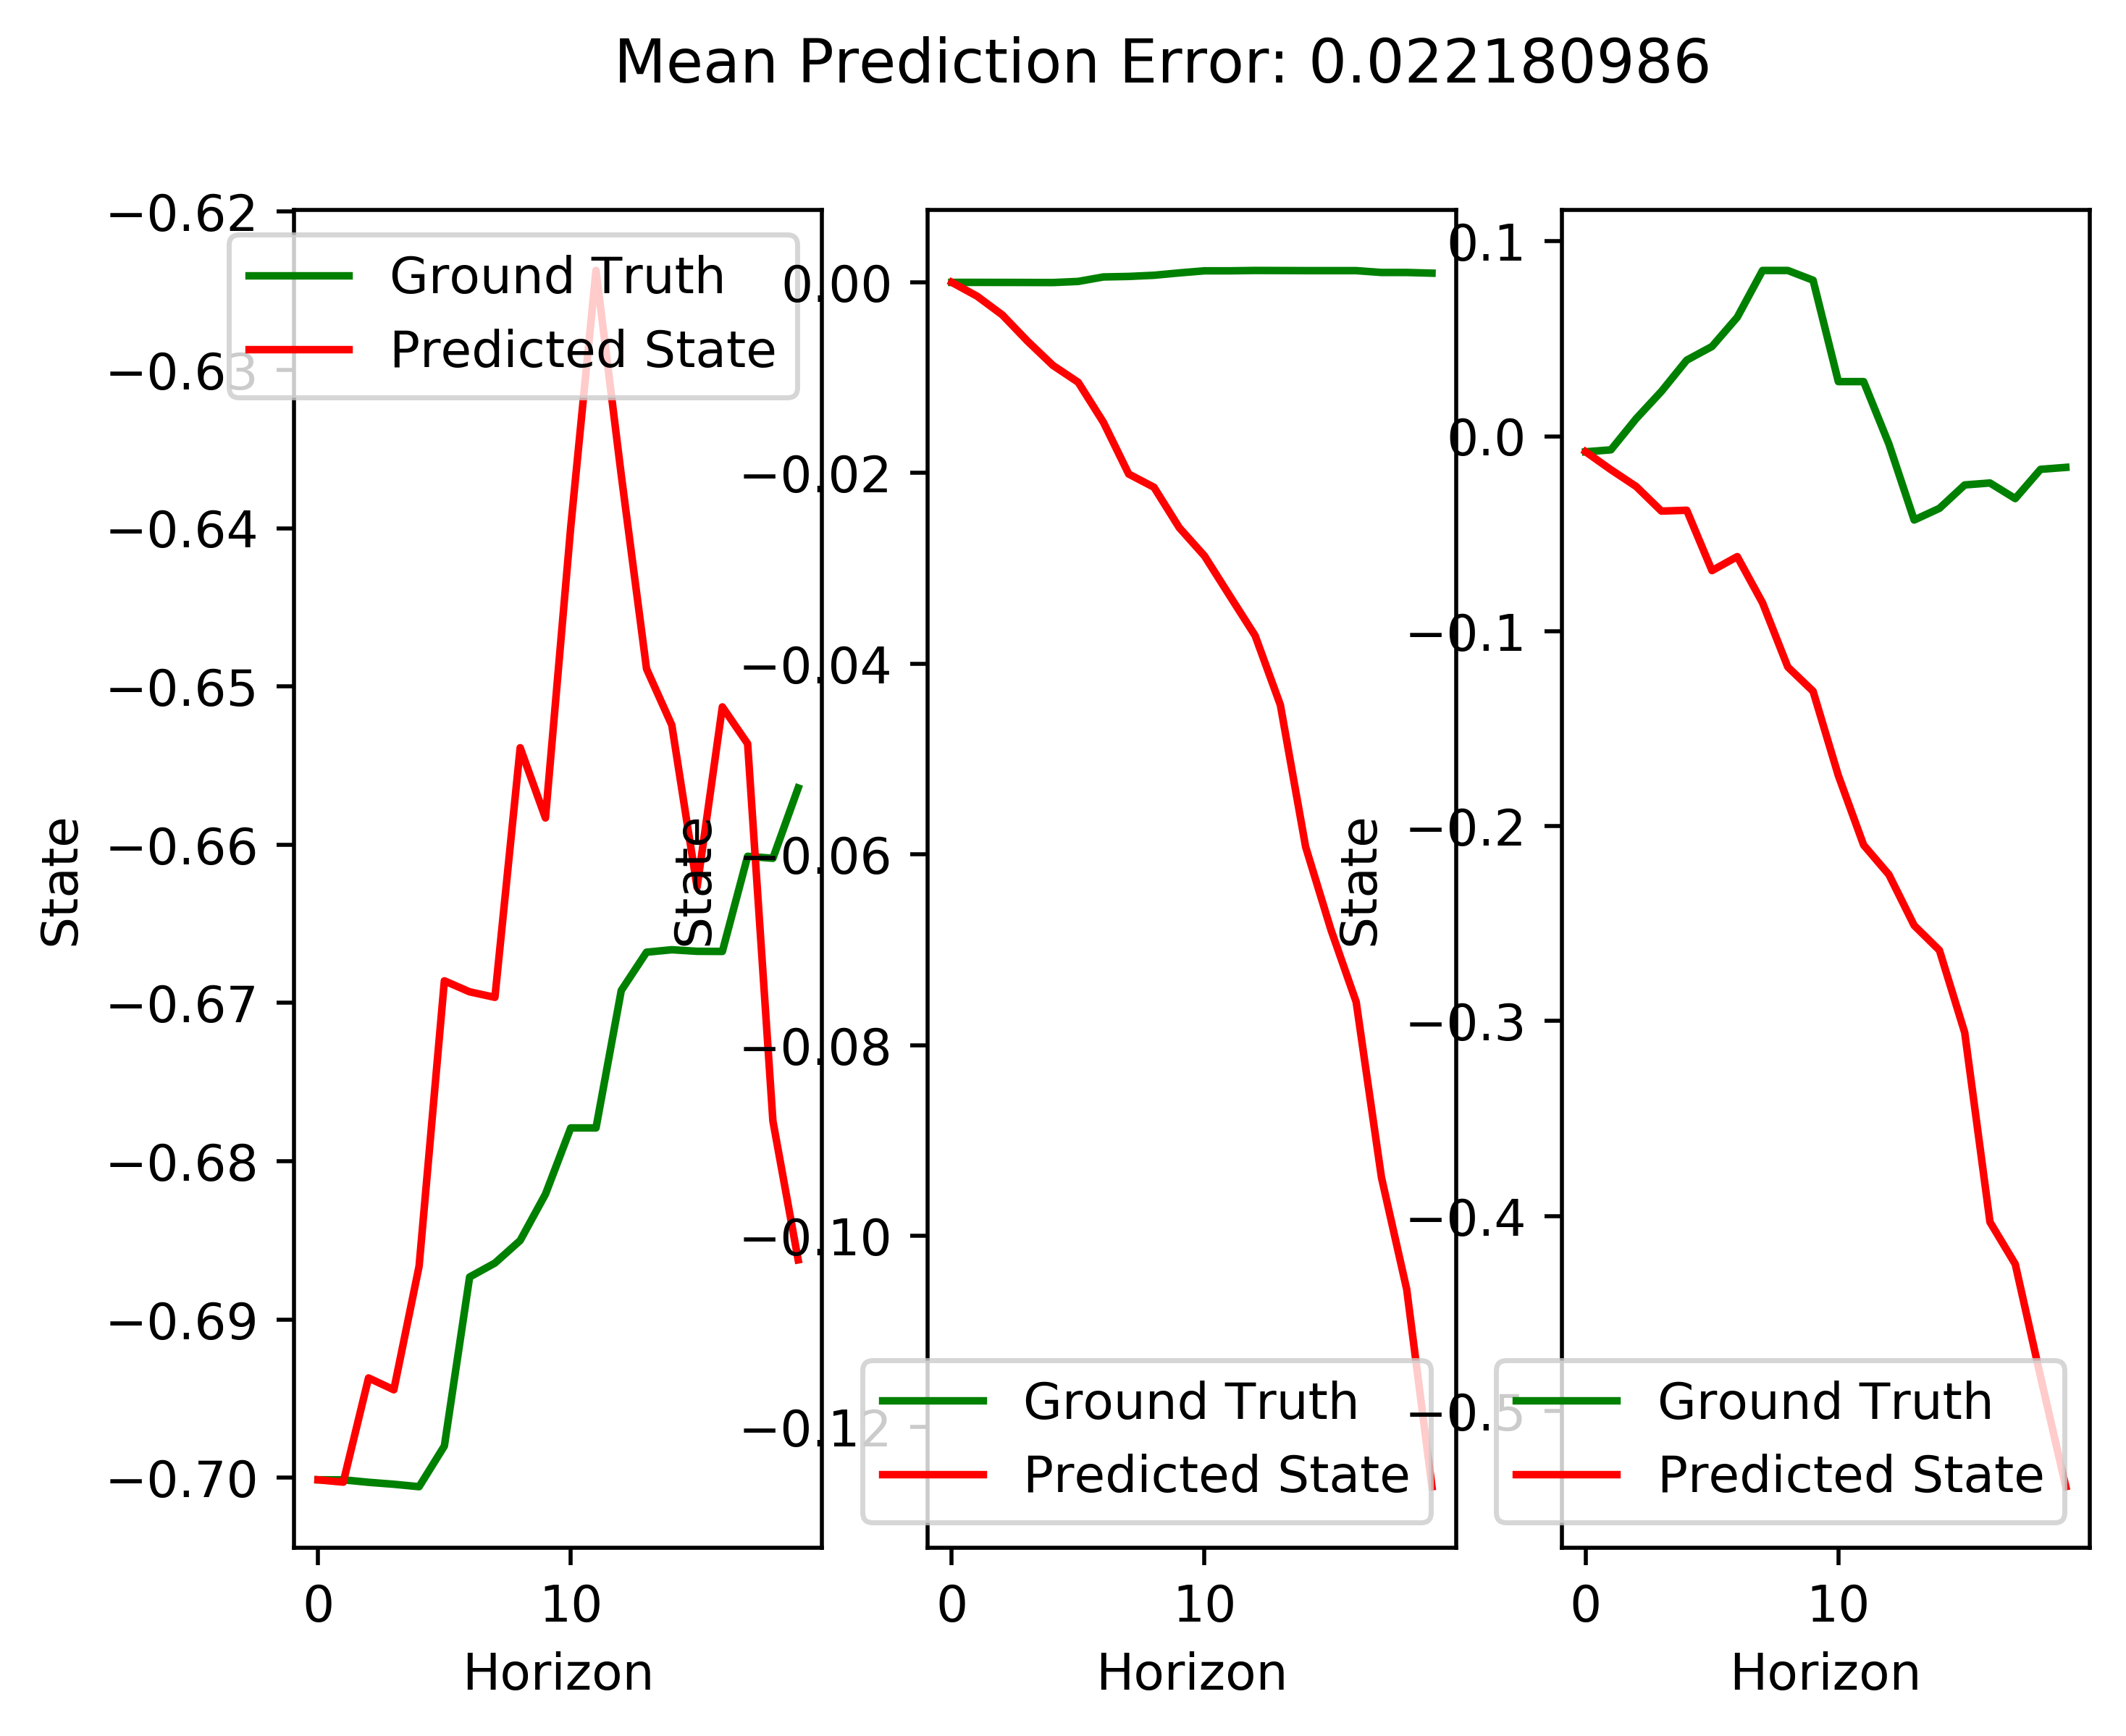 Mean Prediction Error: 0.022180986
−0.62
−0.63
−0.64
−0.65
−0.66
−0.67
−0.68
−0.69
−0.70
State
Ground Truth
Predicted State
0
10
Horizon
0.00
−0.02
−0.04
−0.06
−0.08
−0.10
−0.12
State
Ground Truth
Predicted State
0
10
Horizon
0.1
0.0
−0.1
−0.2
−0.3
−0.4
−0.5
State
Ground Truth
Predicted State
0
10
Horizon